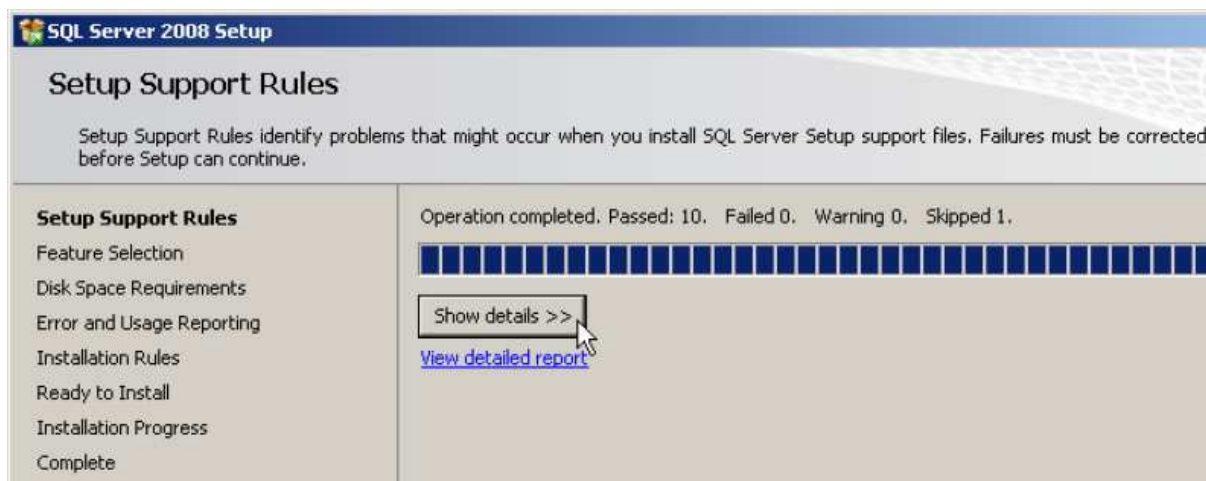 SQL Server 2008 Setup
Setup Support Rules
Setup Support Rules identify problems that might occur when you install SQL Server Setup support files. Failures must be corrected
before Setup can continue.
Setup Support Rules
Feature Selection
Disk Space Requirements
Error and Usage Reporting
Installation Rules
Ready to Install
Installation Progress
Complete
Operation completed. Passed: 10. Failed 0. Warning 0. Skipped 1.
Show details >>
View detailed report